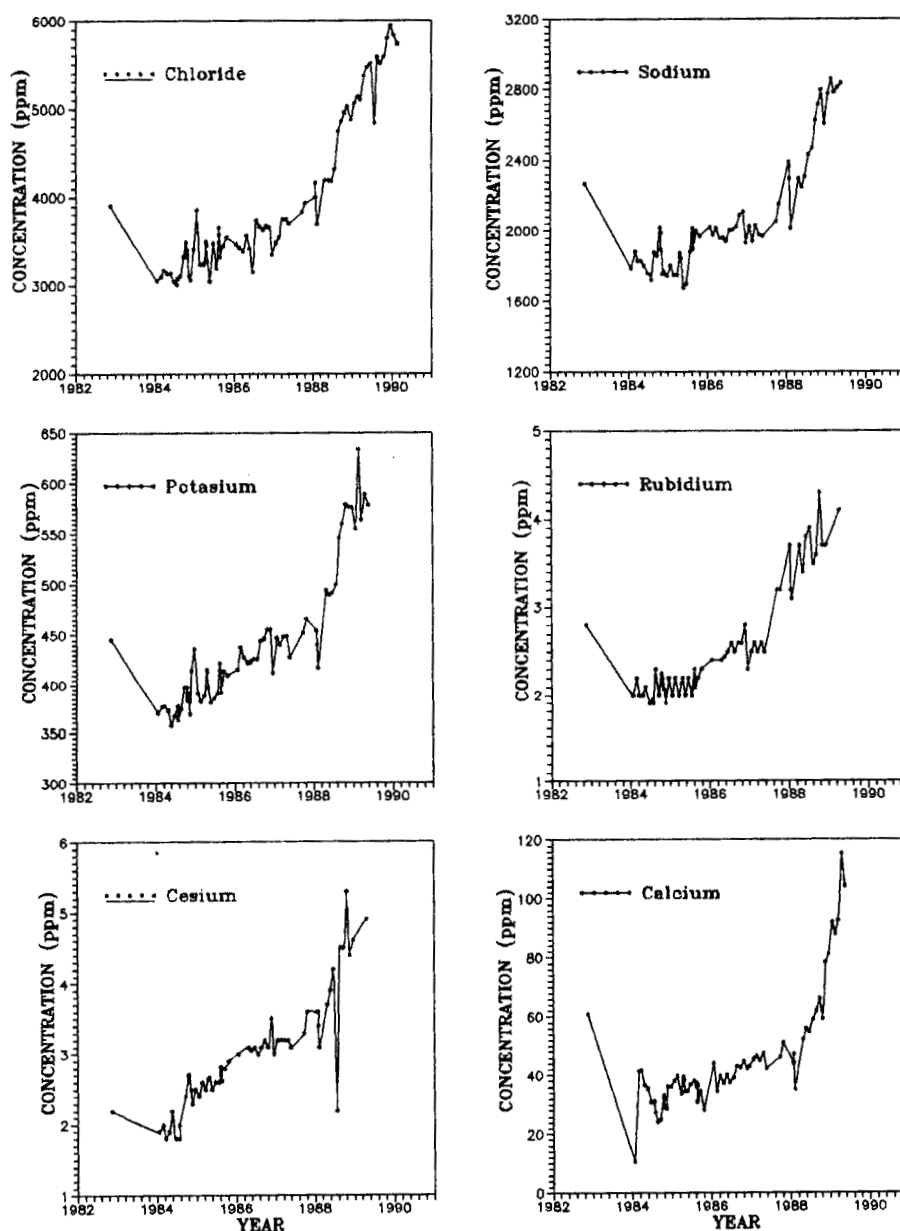 6000
5000
4000
3000
2000
CONCENTRATION (ppm)
Chloride
1982 1984 1986 1988 1990
3200
2800
2400
2000
1600
1200
CONCENTRATION (ppm)
Sodium
1982 1984 1986 1988 1990
650
600
550
500
450
400
350
300
CONCENTRATION (ppm)
Potasium
1982 1984 1986 1988 1990
5
4
3
2
1
CONCENTRATION (ppm)
Rubidium
1982 1984 1986 1988 1990
6
5
4
3
2
1
CONCENTRATION (ppm)
Cesium
1982 1984 1986 1988 1990
YEAR
120
100
80
60
40
20
0
CONCENTRATION (ppm)
Calcium
1982 1984 1986 1988 1990
YEAR